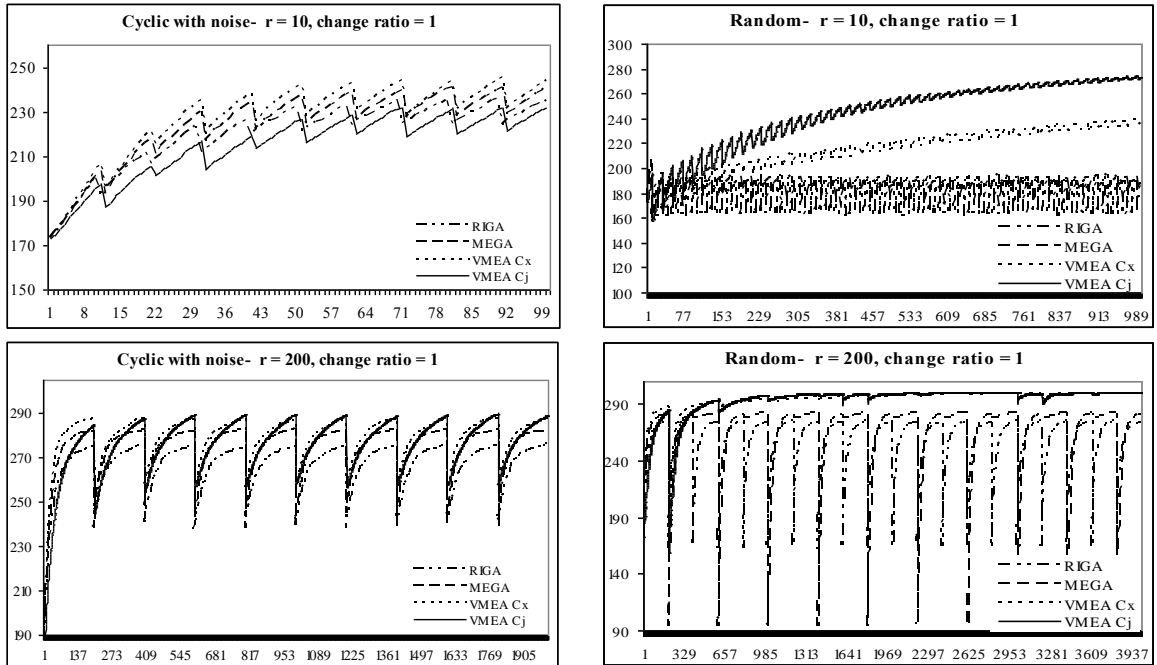 Cyclic with noise- r = 10, change ratio = 1
250
230
210
190
170
150
RIGA
MEGA
VMEA Cx
VMEA Cj
1 8 15 22 29 36 43 50 57 64 71 78 85 92 99
Random- r = 10, change ratio = 1
300
280
260
240
220
200
180
160
140
120
100
RIGA
MEGA
VMEA Cx
VMEA Cj
1 77 153 229 305 381 457 533 609 685 761 837 913 989
Cyclic with noise- r = 200, change ratio = 1
290
270
250
230
210
190
RIGA
MEGA
VMEA Cx
VMEA Cj
1 137 273 409 545 681 817 953 1089 1225 1361 1497 1633 1769 1905
Random- r = 200, change ratio = 1
290
240
190
140
90
RIGA
MEGA
VMEA Cx
VMEA Cj
1 329 657 985 1313 1641 1969 2297 2625 2953 3281 3609 3937